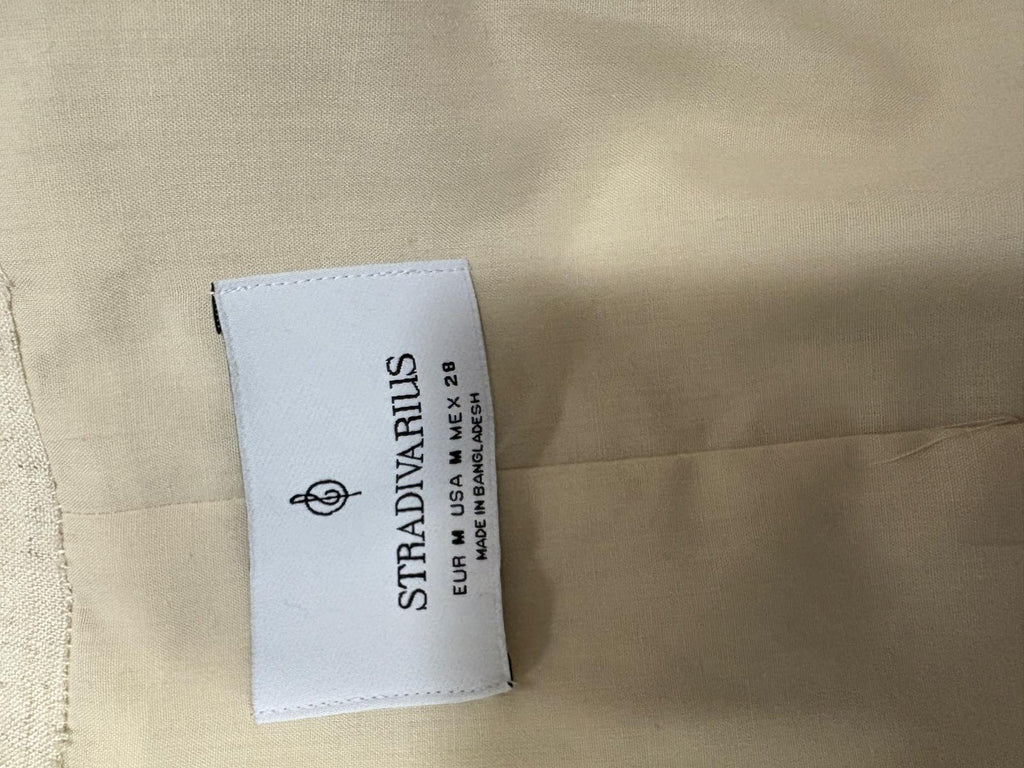 STRADIVARIUS
EUR M USA M MEX 28
MADE IN BANGLADESH